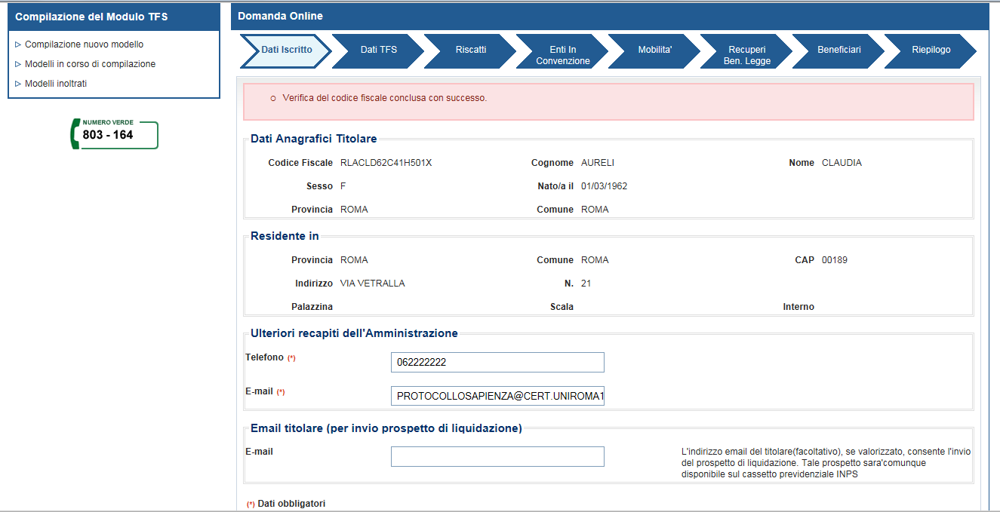 Compilazione del Modulo TFS
Compilazione nuovo modello
Modelli in corso di compilazione
Modelli inoltrati
NUMERO VERDE
803 - 164
Domanda Online
Dati Iscritto
Dati TFS
Riscatti
Enti In
Convenzione
Mobilita'
Recuperi
Ben. Legge
Beneficiari
Riepilogo
Verifica del codice fiscale conclusa con successo.
Dati Anagrafici Titolare
Codice Fiscale RLACLD62C41H501X Cognome AURELI Nome CLAUDIA
Sesso F Nato/a il 01/03/1962
Provincia ROMA Comune ROMA
Residente in
Provincia ROMA Comune ROMA CAP 00189
Indirizzo VIA VETRALLA N. 21
Palazzina Scala Interno
Ulteriori recapiti dell'Amministrazione
Telefono (*) 062222222
E-mail (*) PROTOCOLLOSAPIENZA@CERT.UNIROMA1
Email titolare (per invio prospetto di liquidazione)
E-mail
L'indirizzo email del titolare(facoltativo), se valorizzato, consente l'invio
del prospetto di liquidazione. Tale prospetto sara'comunque
disponibile sul cassetto previdenziale INPS
(*) Dati obbligatori